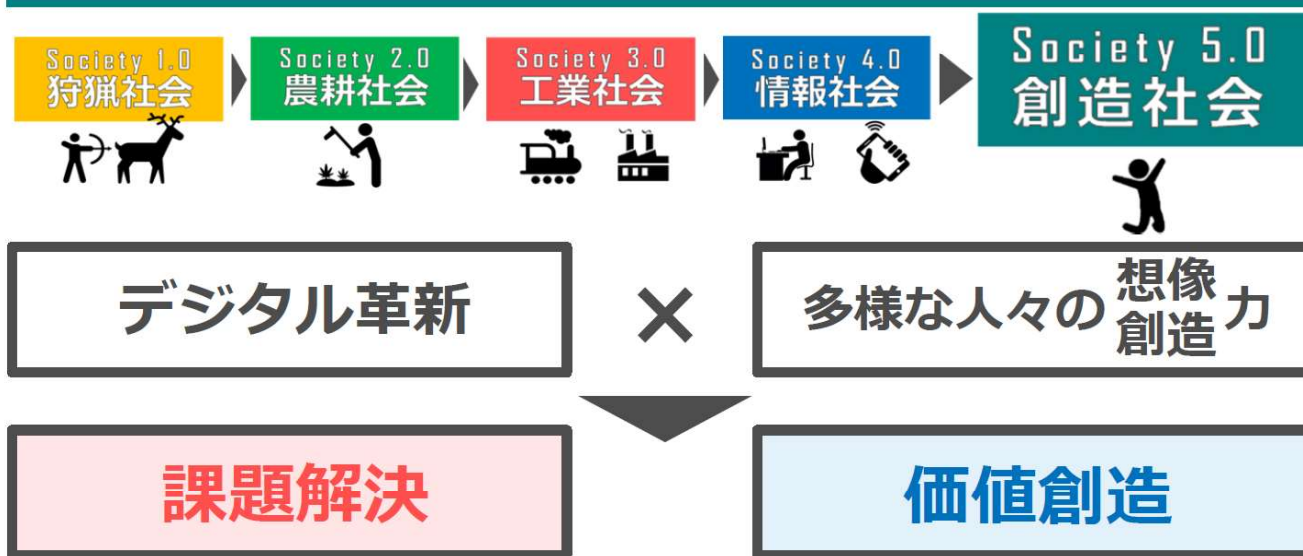 Society 1.0
狩猟社会
Society 2.0
農耕社会
Society 3.0
工業社会
Society 4.0
情報社会
Society 5.0
創造社会
デジタル革新
×
多様な人々の想像
創造力
課題解決
価値創造